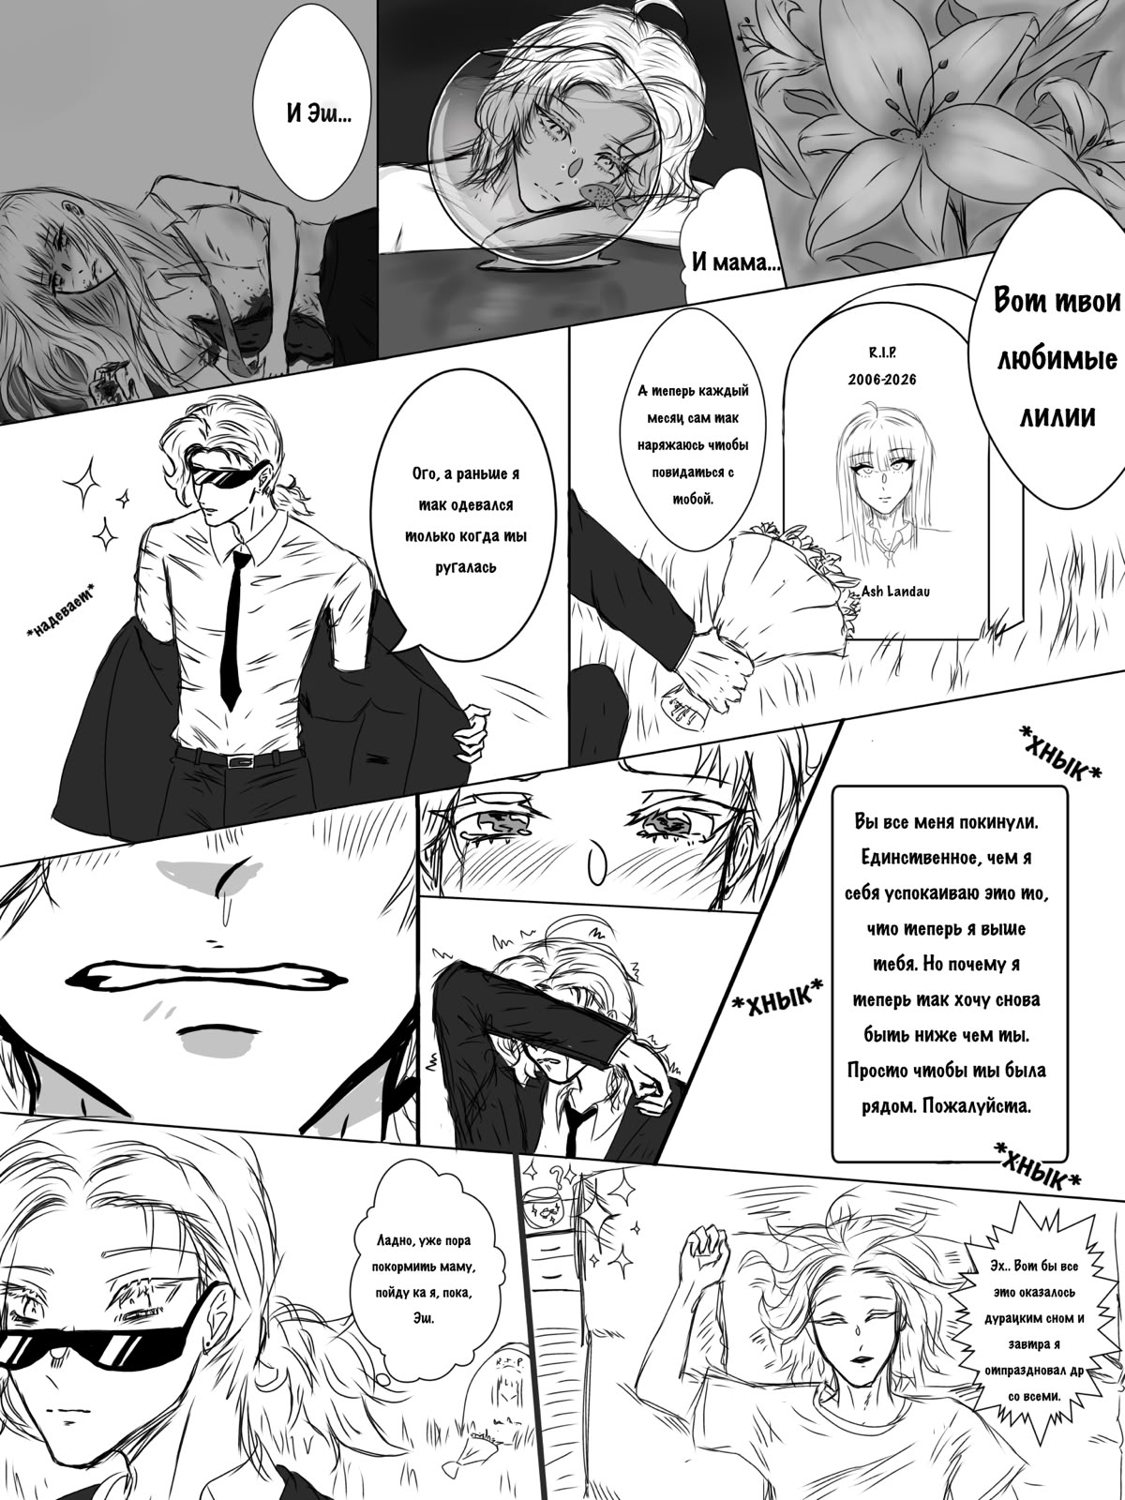 И Эш...
И мама...
Вот твои
любимые
лилии
*надевает*
Ого, а раньше я
так одевался
только когда ты
ругалась
А теперь каждый
месяц сам так
наряжаюсь чтобы
повидаться с
тобой.
R.I.P.
2006-2026
Ash Landau
*ХНЫК*
Вы все меня покинули.
Единственное, чем я
себя успокаиваю это то,
что теперь я выше
тебя. Но почему я
теперь так хочу снова
быть ниже чем ты.
Просто чтобы ты была
рядом. Пожалуйста.
*ХНЫК*
*ХНЫК*
Ладно, уже пора
покормить маму,
пойду ка я, пока,
Эш.
R.I.P.
?
Эх.. Вот бы все
это оказалось
дурацким сном и
завтра я
отпраздновал др
со всеми.